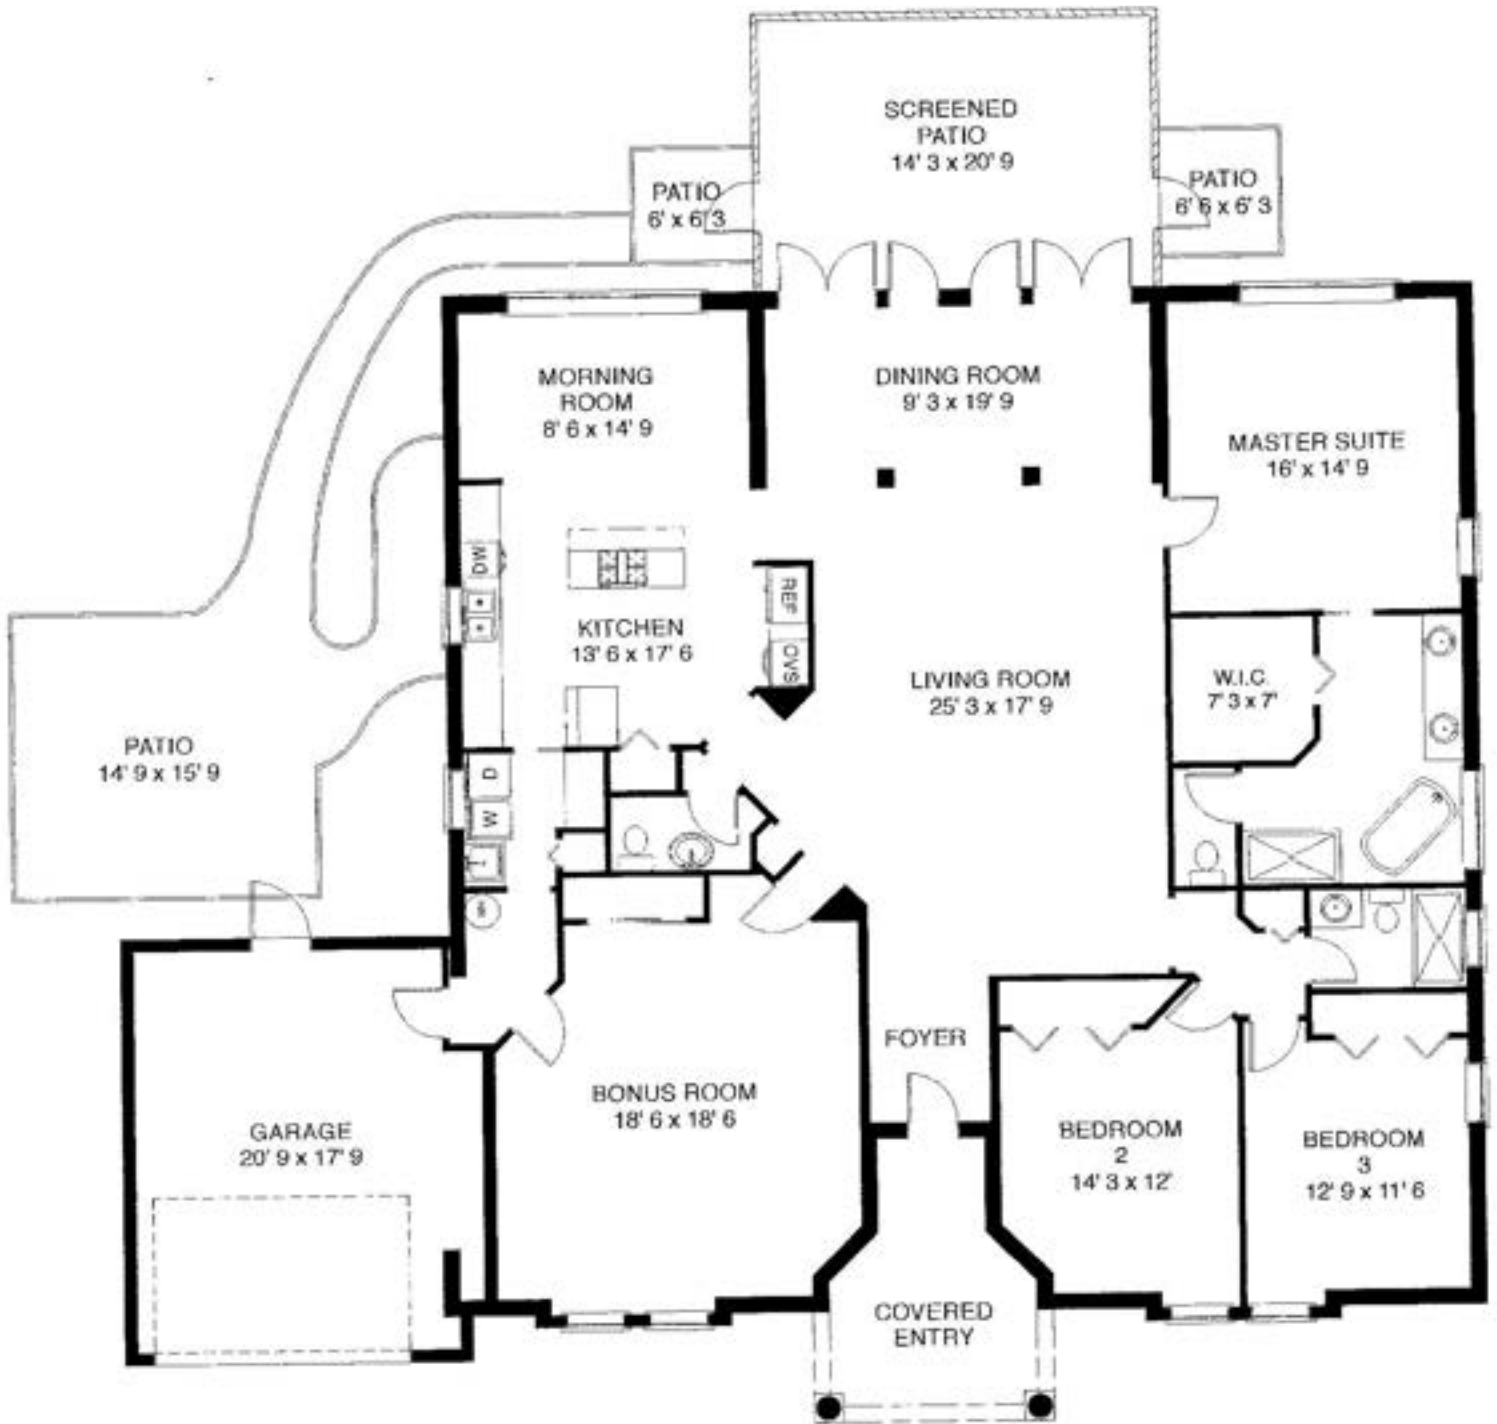 SCREENED
PATIO
14' 3 x 20' 9
PATIO
6' x 6' 3
PATIO
6' 6 x 6' 3
MORNING
ROOM
8' 6 x 14' 9
DINING ROOM
9' 3 x 19' 9
MASTER SUITE
16' x 14' 9
DW
REF
KITCHEN
13' 6 x 17' 6
OVS
LIVING ROOM
25' 3 x 17' 9
W.I.C.
7' 3 x 7'
PATIO
14' 9 x 15' 9
D
W
FOYER
BONUS ROOM
18' 6 x 18' 6
GARAGE
20' 9 x 17' 9
BEDROOM
2
14' 3 x 12'
BEDROOM
3
12' 9 x 11' 6
COVERED
ENTRY